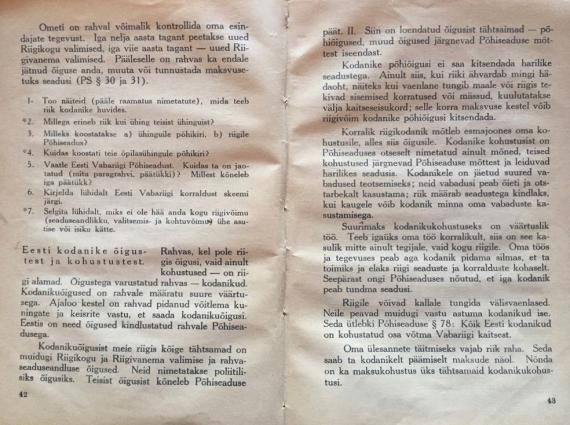 Ometi on rahval võimalik kontrollida oma esin-
dajate tegevust. Iga nelja aasta tagant peetakse uued
Riigikogu valimised, iga viie aasta tagant — uued Rii-
givanema valimised. Pääleselle on rahvas ka endale
jätnud õiguse anda, muuta või tunnustada maksvuse-
tuks seadusi (PS § 30 ja 31).
1- Too näiteid (pääle raamatus nimetatute), mida teeb
riik kodanike huvides.
*2. Millega erineb riik kui ühing teisist ühinguist?
3. Milleks koostatakse a) ühingule põhikiri, b) riigile
Põhiseadus?
*4. Kuidas koostati teie õpilasühingule põhikiri?
5. Vaatle Eesti Vabariigi Põhiseadust. Kuidas ta on jao-
tatud (mitu paragrahvi, päätükki)? Millest kõneleb
iga päätükk?
6. Kirjelda lühidalt Eesti Vabariigi korraldust skeemi
järgi.
*7. Selgita lühidalt, miks ei ole hää anda kogu riigivõimu
(seaduseandlikku, valitsemis- ja kohtuvõimu) ühe asu-
tise või isiku kätte.
Eesti kodanike õigus-
test ja kohustustest.
Rahvas, kel pole rii-
gis õigusi, vaid ainult
kohustused — on rii-
gi alamad. Õigustega varustatud rahvas — kodanikud.
Kodanikuõigused on rahvale määratu suure väärtu-
sega. Ajaloo kestel on rahvad pidanud võitlema ku-
ningate ja keisrite vastu, et saada kodanikuõigusi.
Eestis on need õigused kindlustatud rahvale Põhisea-
dusega.
Kodanikuõigusist meie riigis kõige tähtsamad on
muidugi Riigikogu ja Riigivanema valimise ja rahva-
seaduseandluse õigused. Neid nimetatakse poliitili-
siks õigusiks. Teisist õigusist kõneleb Põhiseaduse
42
päät. II. Siin on loendatud õigusist tähtsaimad — põ-
hiõigused, muud õigused järgnevad Põhiseaduse mõt-
test iseendast.
Kodanike põhiõigusi ei saa kitsendada harilike
seadustega. Ainult siis, kui riiki ähvardab mingi hä-
daoht, näiteks kui vaenlane tungib maale või riigis te-
kivad sisemised korratused või mässud, kuulutatakse
välja kaitseseisukord; selle korra maksvuse kestel võib
riigivõim kodanike põhiõigusi kitsendada.
Korralik riigikodanik mõtleb esmajoones oma ko-
hustusile, alles siis õigusile. Kodanike kohustusist on
Põhiseaduses otseselt nimetatud ainult mõned, teised
kohustused järgnevad Põhiseaduse mõttest ja leiduvad
harilikes seadusis. Kodanikele on jäetud suured va-
badused teotsemiseks; neid vabadusi peab õieti ja ots-
tarbekalt kasustama; riik määrab seadustega kindlaks,
kui kaugele võib kodanik minna oma vabaduste ka-
sustamisega.
Suurimaks kodanikukohustuseks on väärtuslik
töö. Teeb igaüks oma töö korralikult, siis on see ka-
sulik mitte ainult tegijale, vaid kogu riigile. Oma töös
ja tegevuses peab aga kodanik pidama silmas, et ta
toimiks ja elaks riigi seaduste ja korralduste kohaselt.
Seepärast ongi Põhiseaduses nõutud, et iga kodanik
peab tundma seadusi.
Riigile võivad kallale tungida välisvaenlased.
Neile peavad muidugi vastu astuma kodanikud ise.
Seda ütlebki Põhiseaduse § 78: Kõik Eesti kodanikud
on kohustatud osa võtma Vabariigi kaitsest.
Oma ülesannete täitmiseks vajab riik raha. Seda
saab ta kodanikelt päämiselt maksude näol. Nõnda
on ka maksukohustus üks tähtsamaid kodanikukohus-
tusi.
43